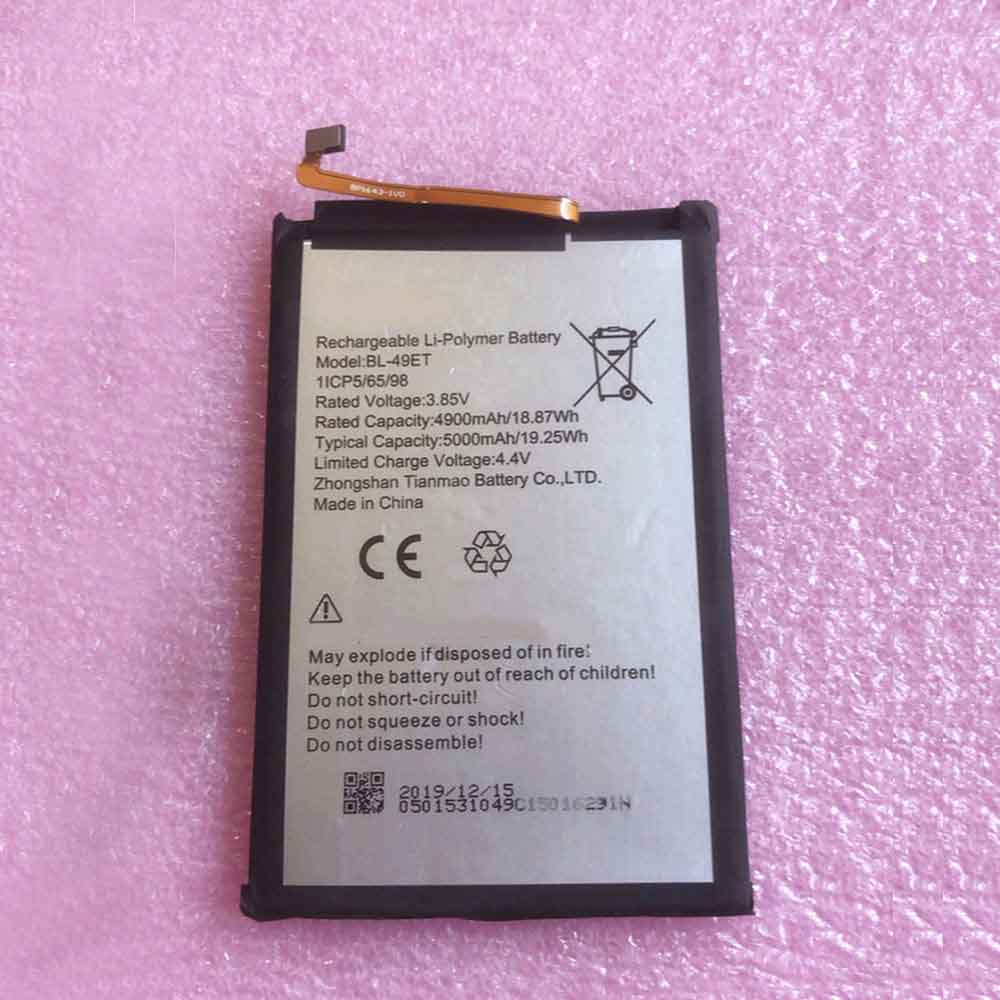 Rechargeable Li-Polymer Battery
Model:BL-49ET
1ICP5/65/98
Rated Voltage:3.85V
Rated Capacity:4900mAh/18.87Wh
Typical Capacity:5000mAh/19.25Wh
Limited Charge Voltage:4.4V
Zhongshan Tianmao Battery Co.,LTD.
Made in China
CE
May explode if disposed of in fire!
Keep the battery out of reach of children!
Do not short-circuit!
Do not squeeze or shock!
Do not disassemble!
2019/12/15